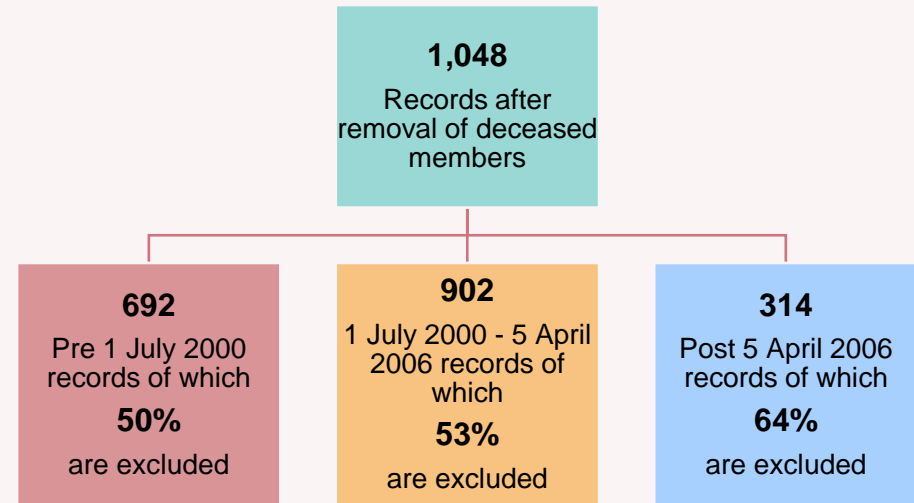 1,048
Records after
removal of deceased
members
692
Pre 1 July 2000
records of which
50%
are excluded
902
1 July 2000 - 5 April
2006 records of
which
53%
are excluded
314
Post 5 April 2006
records of which
64%
are excluded